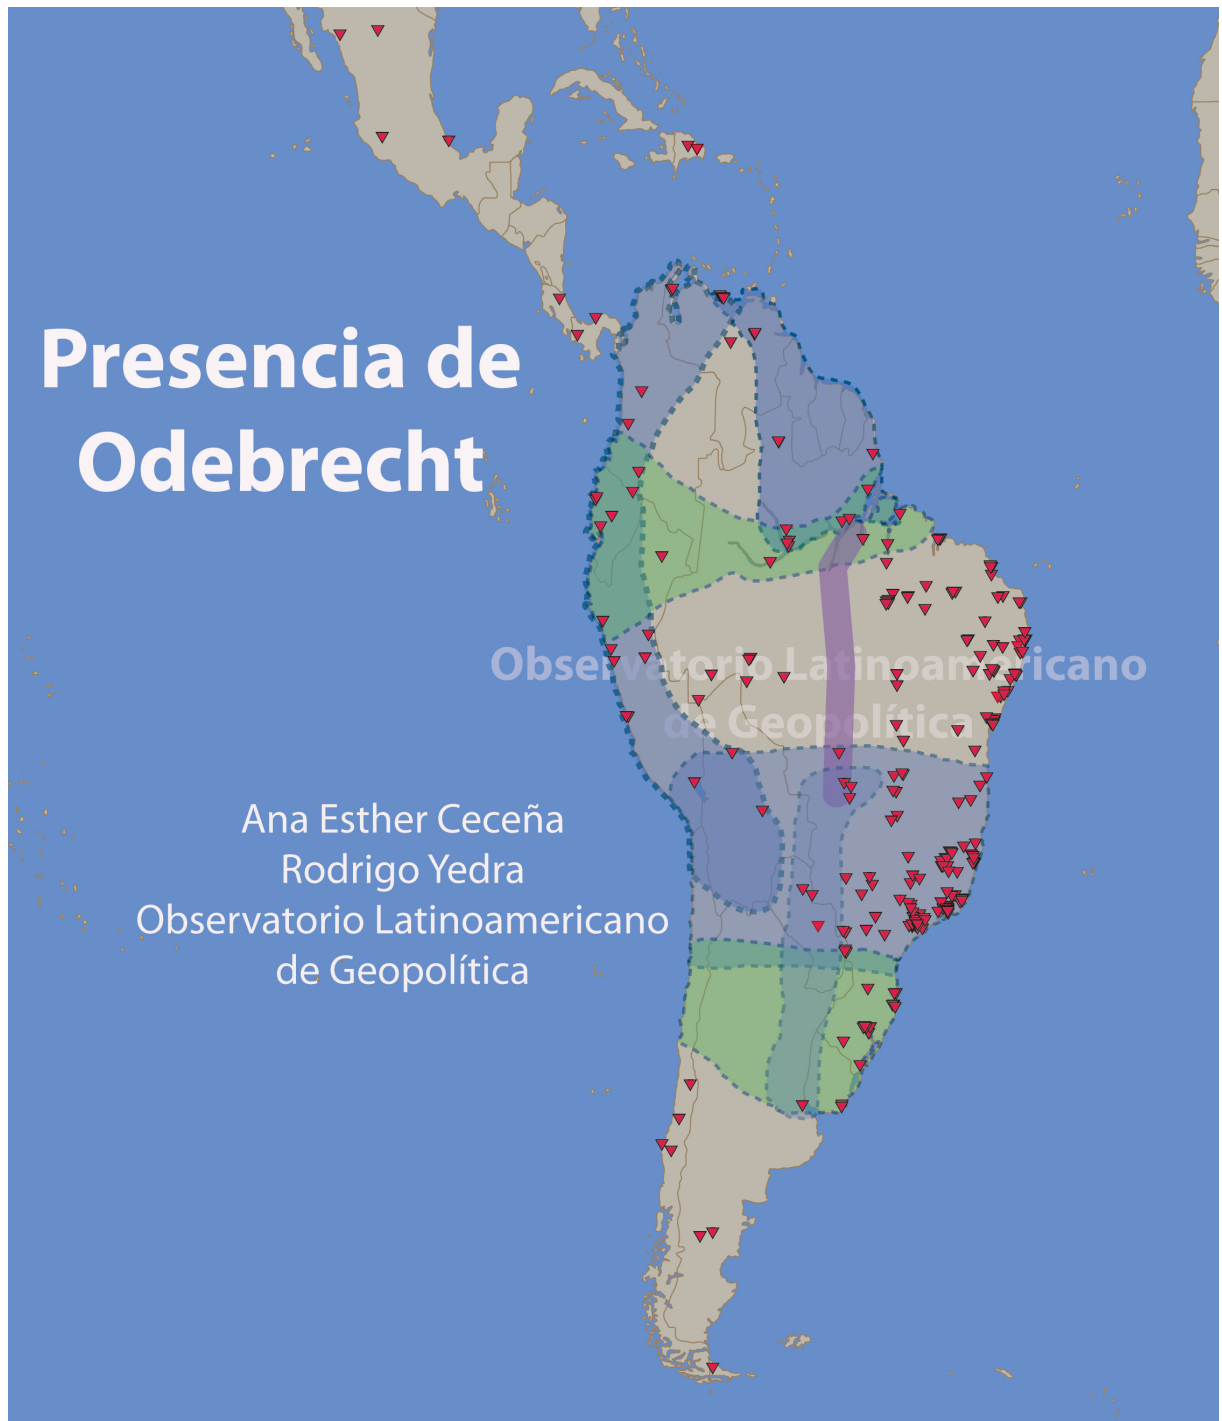 Presencia de
Odebrecht
Observatorio Latinoamericano
de Geopolítica
Ana Esther Ceceña
Rodrigo Yedra
Observatorio Latinoamericano
de Geopolítica